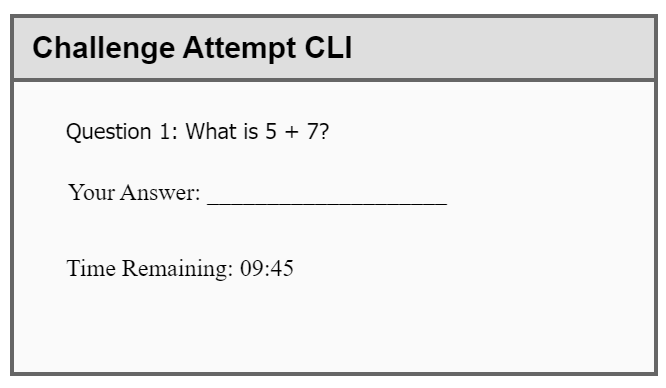 Challenge Attempt CLI
Question 1: What is 5 + 7?
Your Answer: ____________________
Time Remaining: 09:45